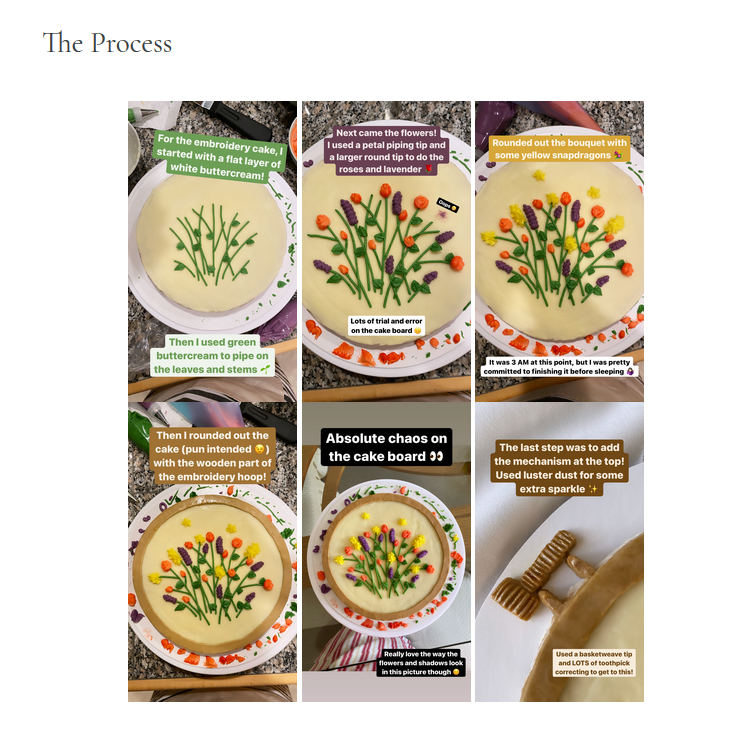 The Process
For the embroidery cake, I
started with a flat layer of
white buttercream!
Then I used green
buttercream to pipe on
the leaves and stems 🌱
Next came the flowers!
I used a petal piping tip and
a larger round tip to do the
roses and lavender 🌹
Oops 😬
Lots of trial and error
on the cake board 😅
Rounded out the bouquet with
some yellow snapdragons 🐉
It was 3 AM at this point, but I was pretty
committed to finishing it before sleeping
Then I rounded out the
cake (pun intended 😉)
with the wooden part of
the embroidery hoop!
Absolute chaos on
the cake board 👀
Really love the way the
flowers and shadows look
in this picture though 😍
The last step was to add
the mechanism at the top!
Used luster dust for some
extra sparkle ✨
Used a basketweave tip
and LOTS of toothpick
correcting to get to this!